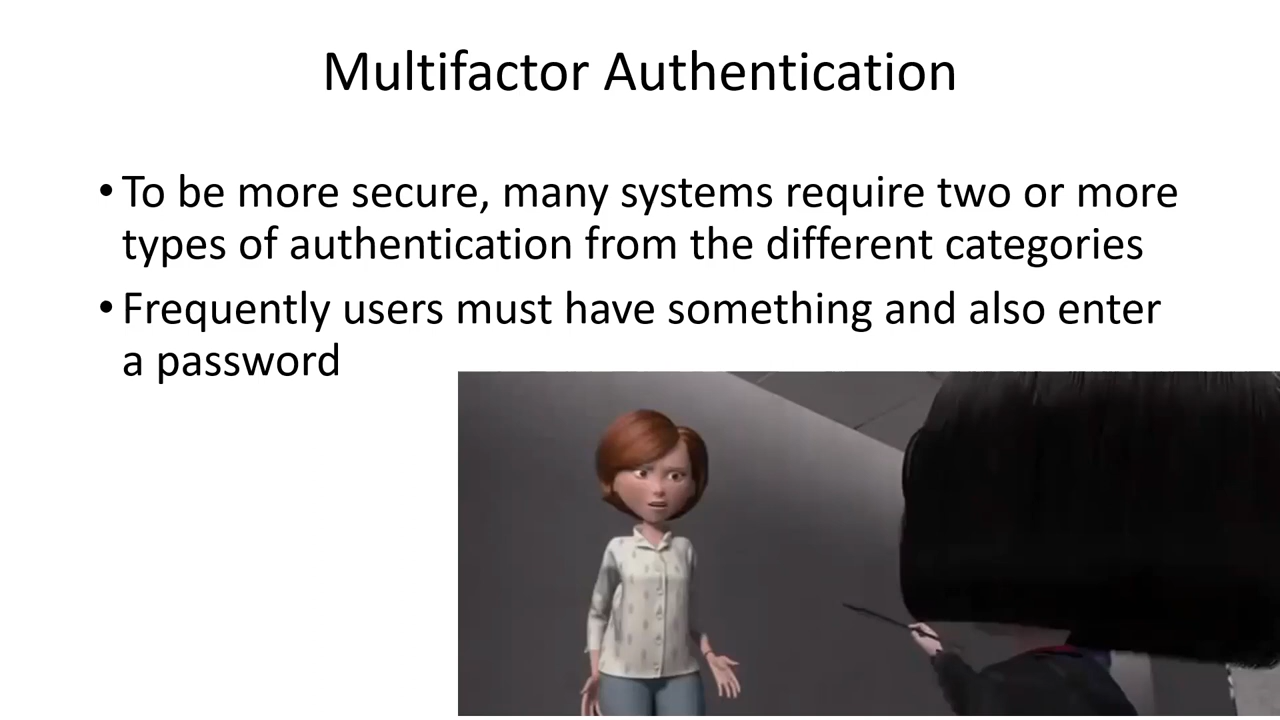 Multifactor Authentication
• To be more secure, many systems require two or more
types of authentication from the different categories
• Frequently users must have something and also enter
a password